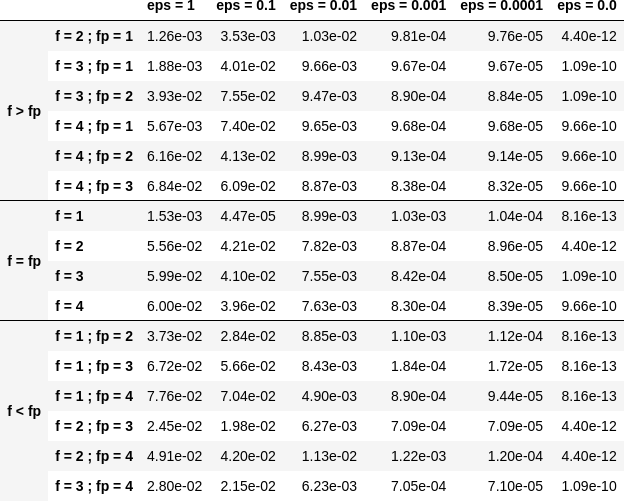 eps = 1 eps = 0.1 eps = 0.01 eps = 0.001 eps = 0.0001 eps = 0.0
f > fp
f = 2 ; fp = 1 1.26e-03 3.53e-03 1.03e-02 9.81e-04 9.76e-05 4.40e-12
f = 3 ; fp = 1 1.88e-03 4.01e-02 9.66e-03 9.67e-04 9.67e-05 1.09e-10
f = 3 ; fp = 2 3.93e-02 7.55e-02 9.47e-03 8.90e-04 8.84e-05 1.09e-10
f = 4 ; fp = 1 5.67e-03 7.40e-02 9.65e-03 9.68e-04 9.68e-05 9.66e-10
f = 4 ; fp = 2 6.16e-02 4.13e-02 8.99e-03 9.13e-04 9.14e-05 9.66e-10
f = 4 ; fp = 3 6.84e-02 6.09e-02 8.87e-03 8.38e-04 8.32e-05 9.66e-10
f = fp
f = 1 1.53e-03 4.47e-05 8.99e-03 1.03e-03 1.04e-04 8.16e-13
f = 2 5.56e-02 4.21e-02 7.82e-03 8.87e-04 8.96e-05 4.40e-12
f = 3 5.99e-02 4.10e-02 7.55e-03 8.42e-04 8.50e-05 1.09e-10
f = 4 6.00e-02 3.96e-02 7.63e-03 8.30e-04 8.39e-05 9.66e-10
f < fp
f = 1 ; fp = 2 3.73e-02 2.84e-02 8.85e-03 1.10e-03 1.12e-04 8.16e-13
f = 1 ; fp = 3 6.72e-02 5.66e-02 8.43e-03 1.84e-04 1.72e-05 8.16e-13
f = 1 ; fp = 4 7.76e-02 7.04e-02 4.90e-03 8.90e-04 9.44e-05 8.16e-13
f = 2 ; fp = 3 2.45e-02 1.98e-02 6.27e-03 7.09e-04 7.09e-05 4.40e-12
f = 2 ; fp = 4 4.91e-02 4.20e-02 1.13e-02 1.22e-03 1.20e-04 4.40e-12
f = 3 ; fp = 4 2.80e-02 2.15e-02 6.23e-03 7.05e-04 7.10e-05 1.09e-10